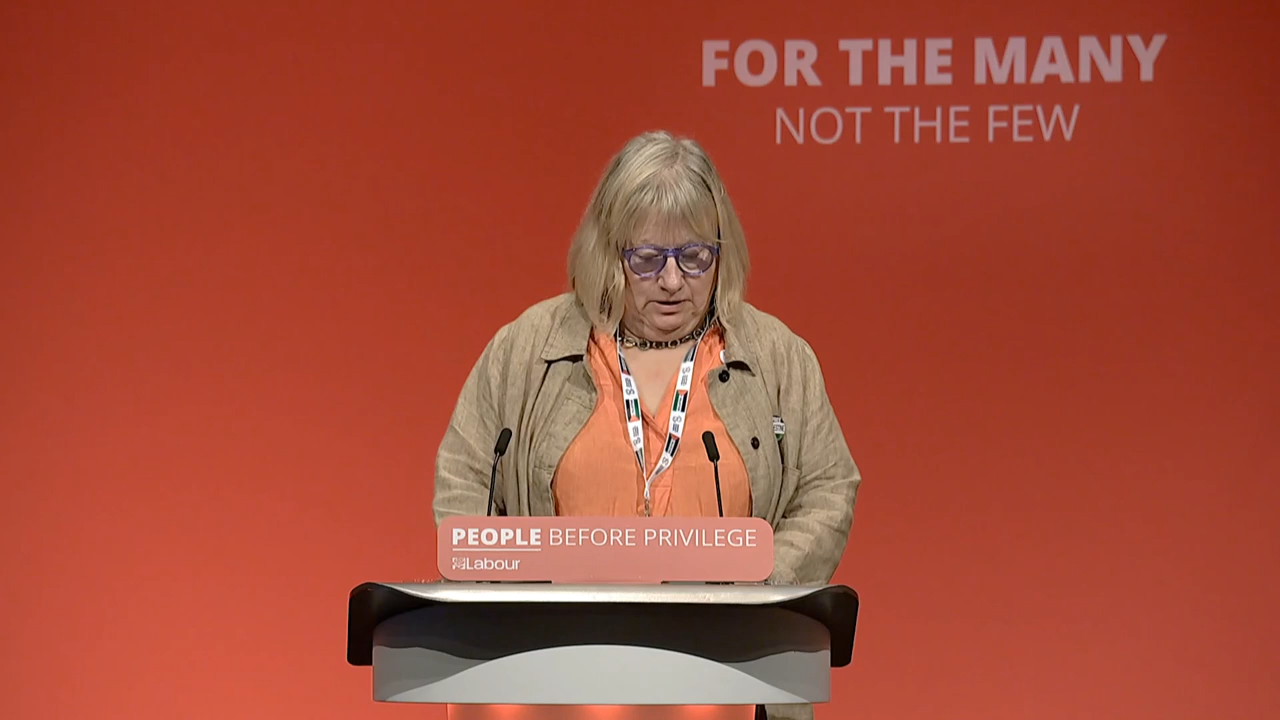 FOR THE MANY
NOT THE FEW
PEOPLE BEFORE PRIVILEGE
Labour